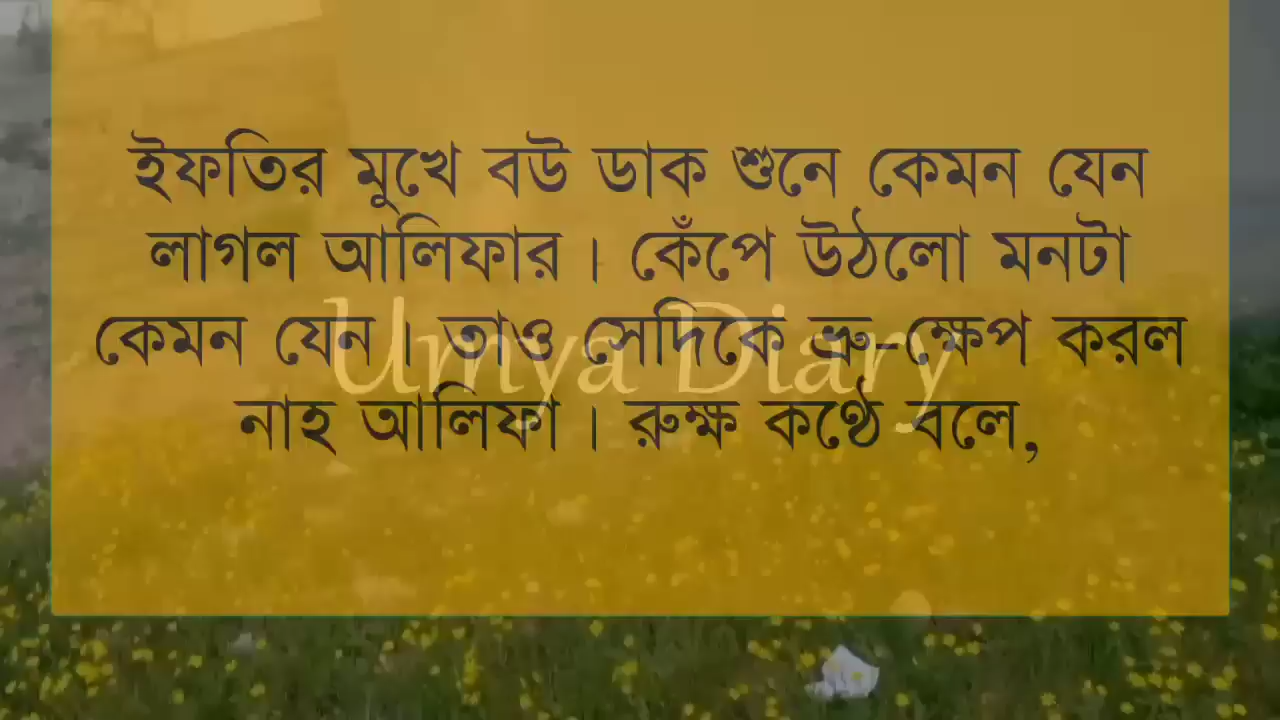 ইফতির মুখে বউ ডাক শুনে কেমন যেন
লাগল আলিফার। কেঁপে উঠলো মনটা
কেমন যেন। তাও সেদিকে ভ্রু-ক্ষেপ করল
নাহ আলিফা। রুক্ষ কণ্ঠে বলে,
Umya Diary